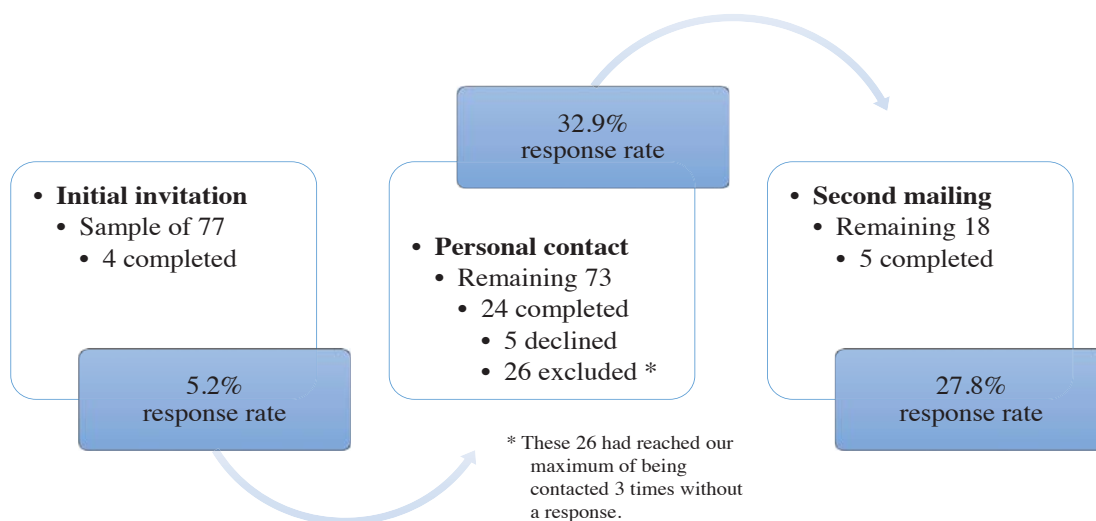 • Initial invitation
• Sample of 77
• 4 completed
5.2%
response rate
32.9%
response rate
• Personal contact
• Remaining 73
• 24 completed
• 5 declined
• 26 excluded *
* These 26 had reached our
maximum of being
contacted 3 times without
a response.
• Second mailing
• Remaining 18
• 5 completed
27.8%
response rate